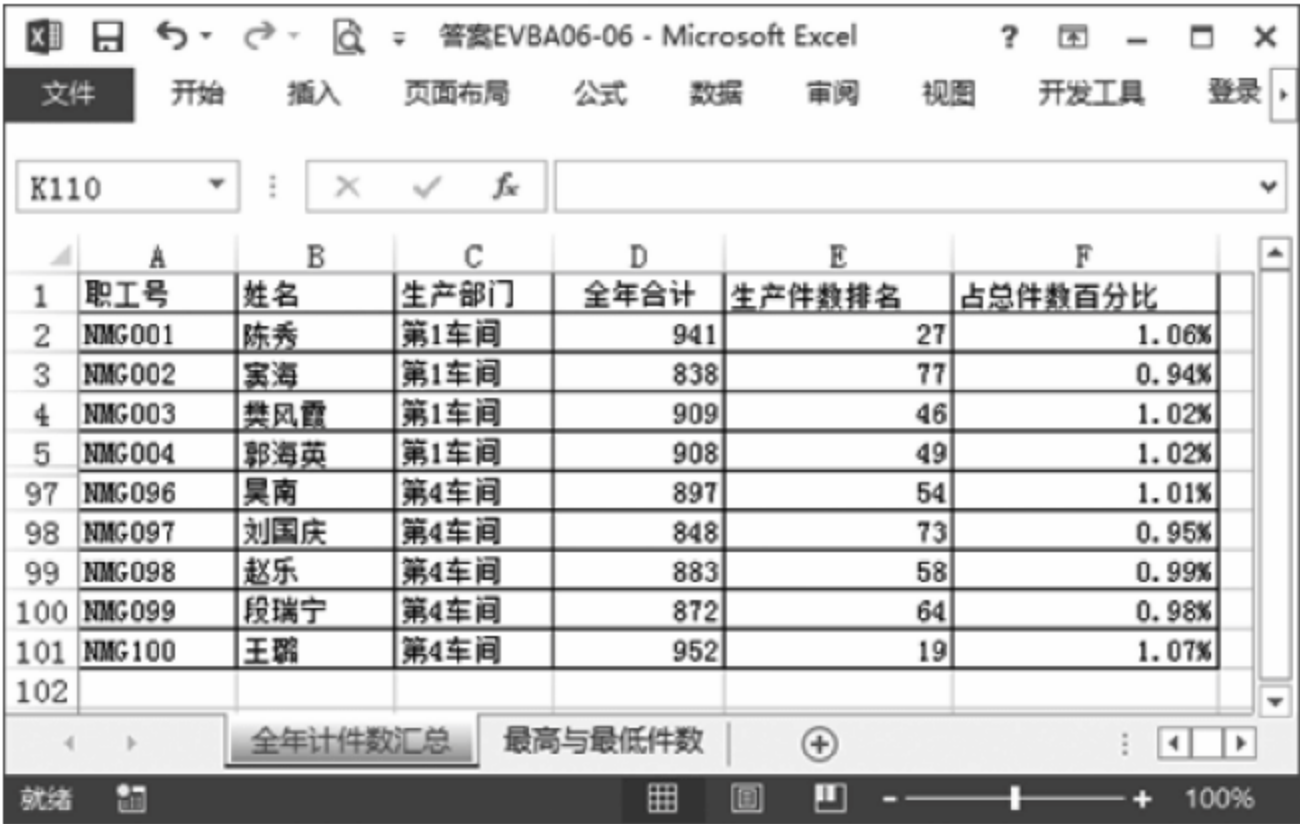 答案EVBA06-06 - Microsoft Excel ?
文件 开始 插入 页面布局 公式 数据 审阅 视图 开发工具 登录
K110 fx
A B C D E F
1 职工号 姓名 生产部门 全年合计 生产件数排名 占总件数百分比
2 NMG001 陈秀 第1车间 941 27 1.06%
3 NMG002 窦海 第1车间 838 77 0.94%
4 NMG003 樊风霞 第1车间 909 46 1.02%
5 NMG004 郭海英 第1车间 908 49 1.02%
97 NMG096 昊南 第4车间 897 54 1.01%
98 NMG097 刘国庆 第4车间 848 73 0.95%
99 NMG098 赵乐 第4车间 883 58 0.99%
100 NMG099 段瑞宁 第4车间 872 64 0.98%
101 NMG100 王璐 第4车间 952 19 1.07%
102
全年计件数汇总 最高与最低件数
就绪 100%